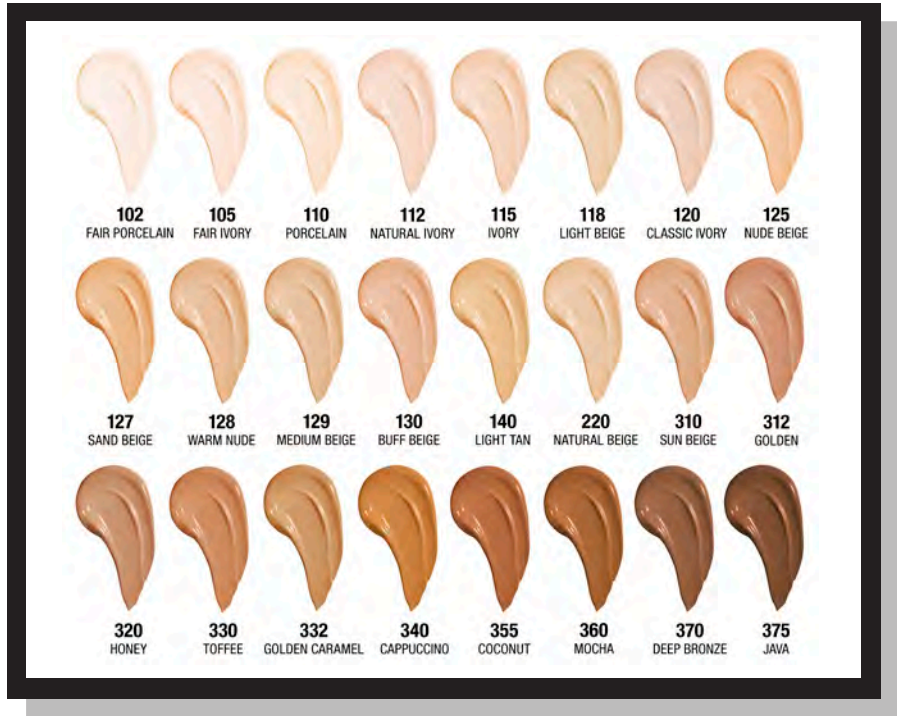 102 105 110 112 115 118 120 125
FAIR PORCELAIN FAIR IVORY PORCELAIN NATURAL IVORY IVORY LIGHT BEIGE CLASSIC IVORY NUDE BEIGE
127 128 129 130 140 220 310 312
SAND BEIGE WARM NUDE MEDIUM BEIGE BUFF BEIGE LIGHT TAN NATURAL BEIGE SUN BEIGE GOLDEN
320 330 332 340 355 360 370 375
HONEY TOFFEE GOLDEN CARAMEL CAPPUCCINO COCONUT MOCHA DEEP BRONZE JAVA